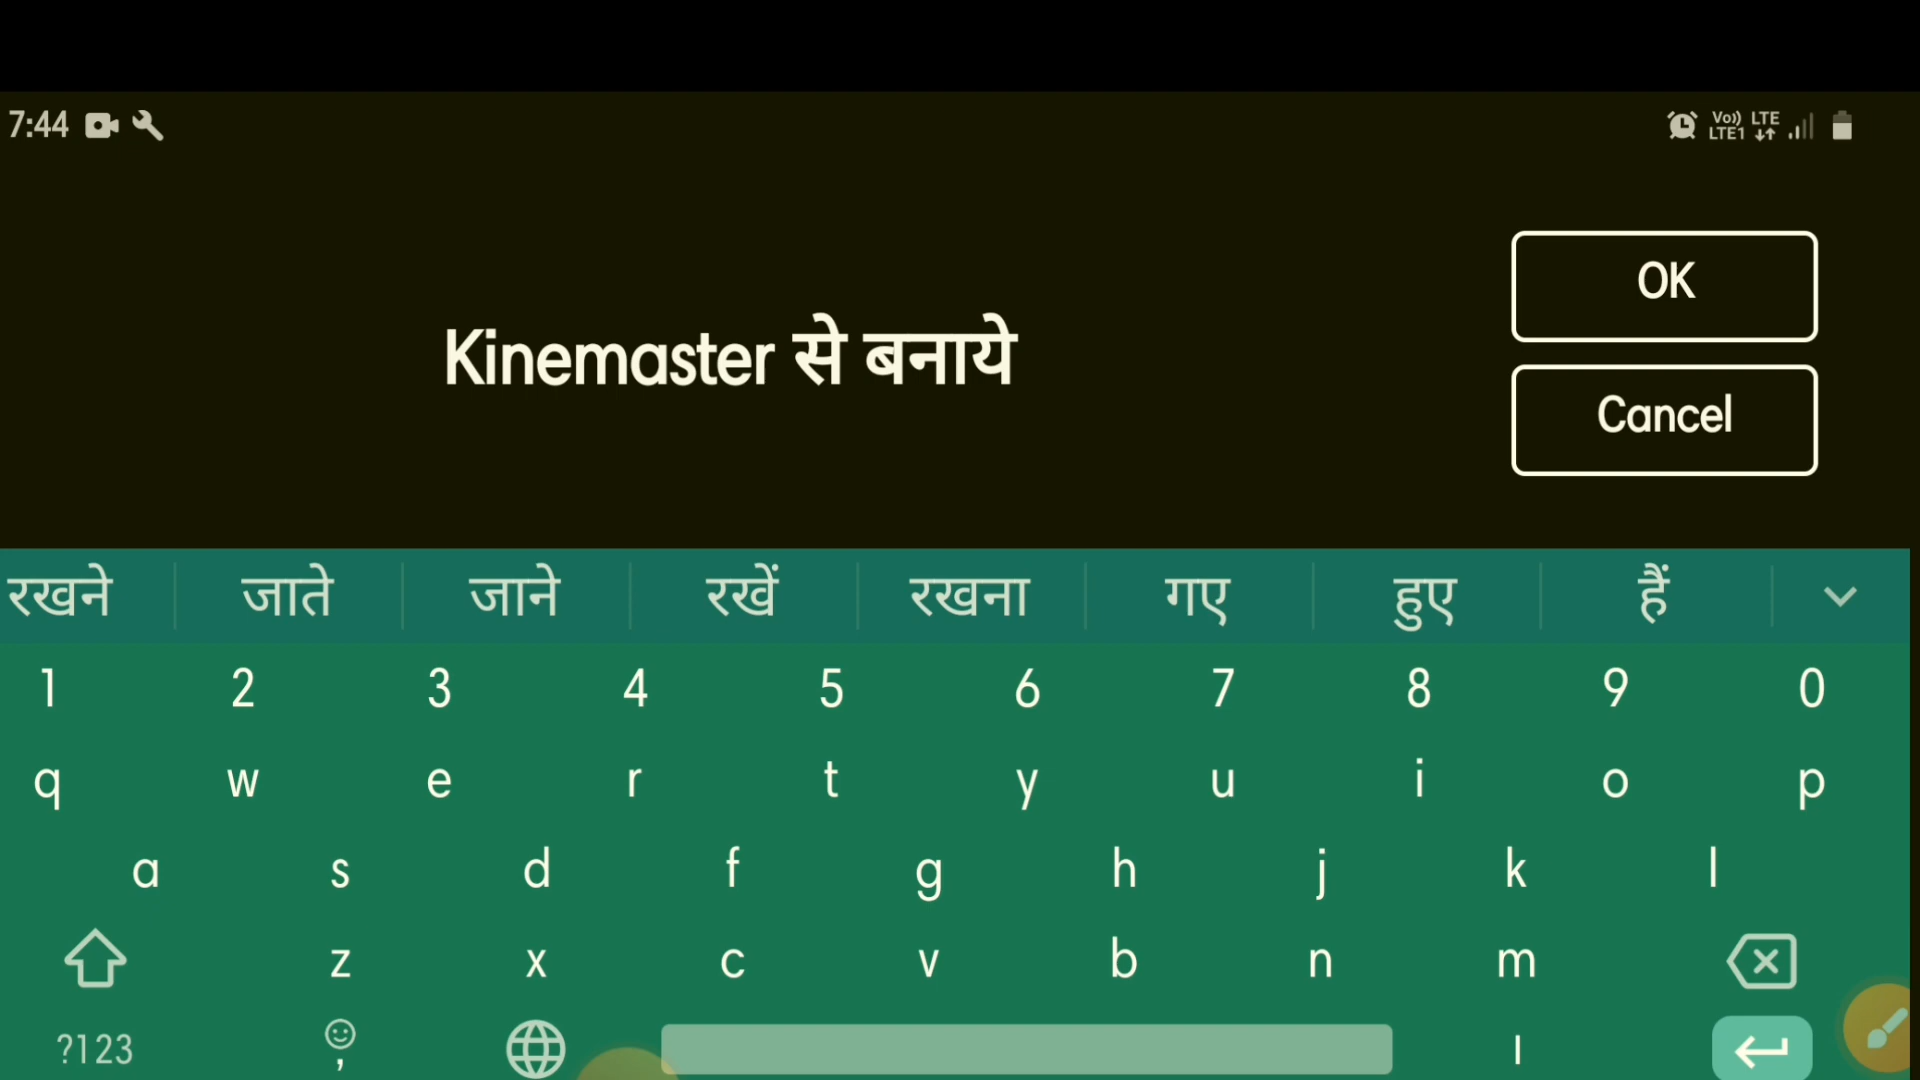 7:44 Vo)) LTE
LTE1
OK
Kinemaster से बनाये
Cancel
रखने जाते जाने रखें रखना गए हुए हैं
1 2 3 4 5 6 7 8 9 0
q w e r t y u i o p
a s d f g h j k l
z x c v b n m
?123 , ।